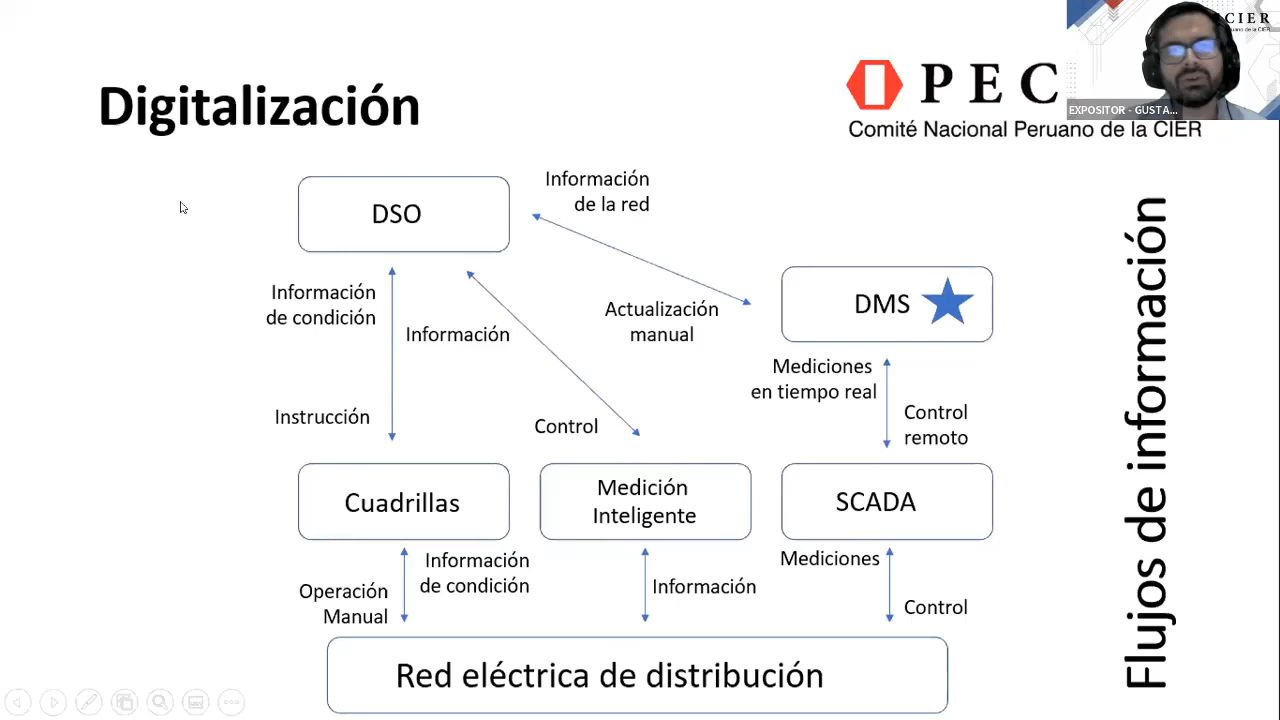 CIER
Digitalización
PEC
EXPOSITOR - GUSTA...
Comité Nacional Peruano de la CIER
Información
de la red
DSO
DMS
Información
de condición
Información
Actualización
manual
Mediciones
en tiempo real
Instrucción
Control
Control
remoto
Cuadrillas
Medición
Inteligente
SCADA
Mediciones
Información
de condición
Operación
Manual
Información
Control
Red eléctrica de distribución
Flujos de información